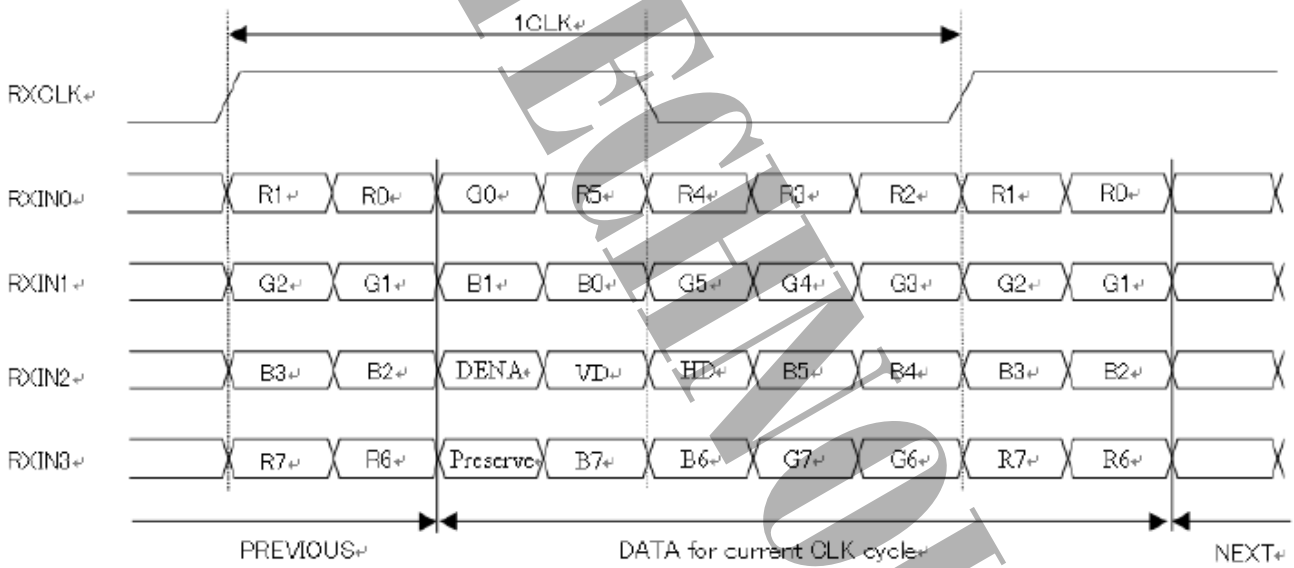 1CLK↵
RXCLK↵
RXIN0↵ R1↵ R0↵ G0↵ R5↵ R4↵ R3↵ R2↵ R1↵ R0↵
RXIN1↵ G2↵ G1↵ B1↵ B0↵ G5↵ G4↵ G3↵ G2↵ G1↵
RXIN2↵ B3↵ B2↵ DENA↵ VD↵ HD↵ B5↵ B4↵ B3↵ B2↵
RXIN3↵ R7↵ R6↵ Preserve↵ B7↵ B6↵ G7↵ G6↵ R7↵ R6↵
PREVIOUS↵ DATA for current CLK cycle↵ NEXT↵